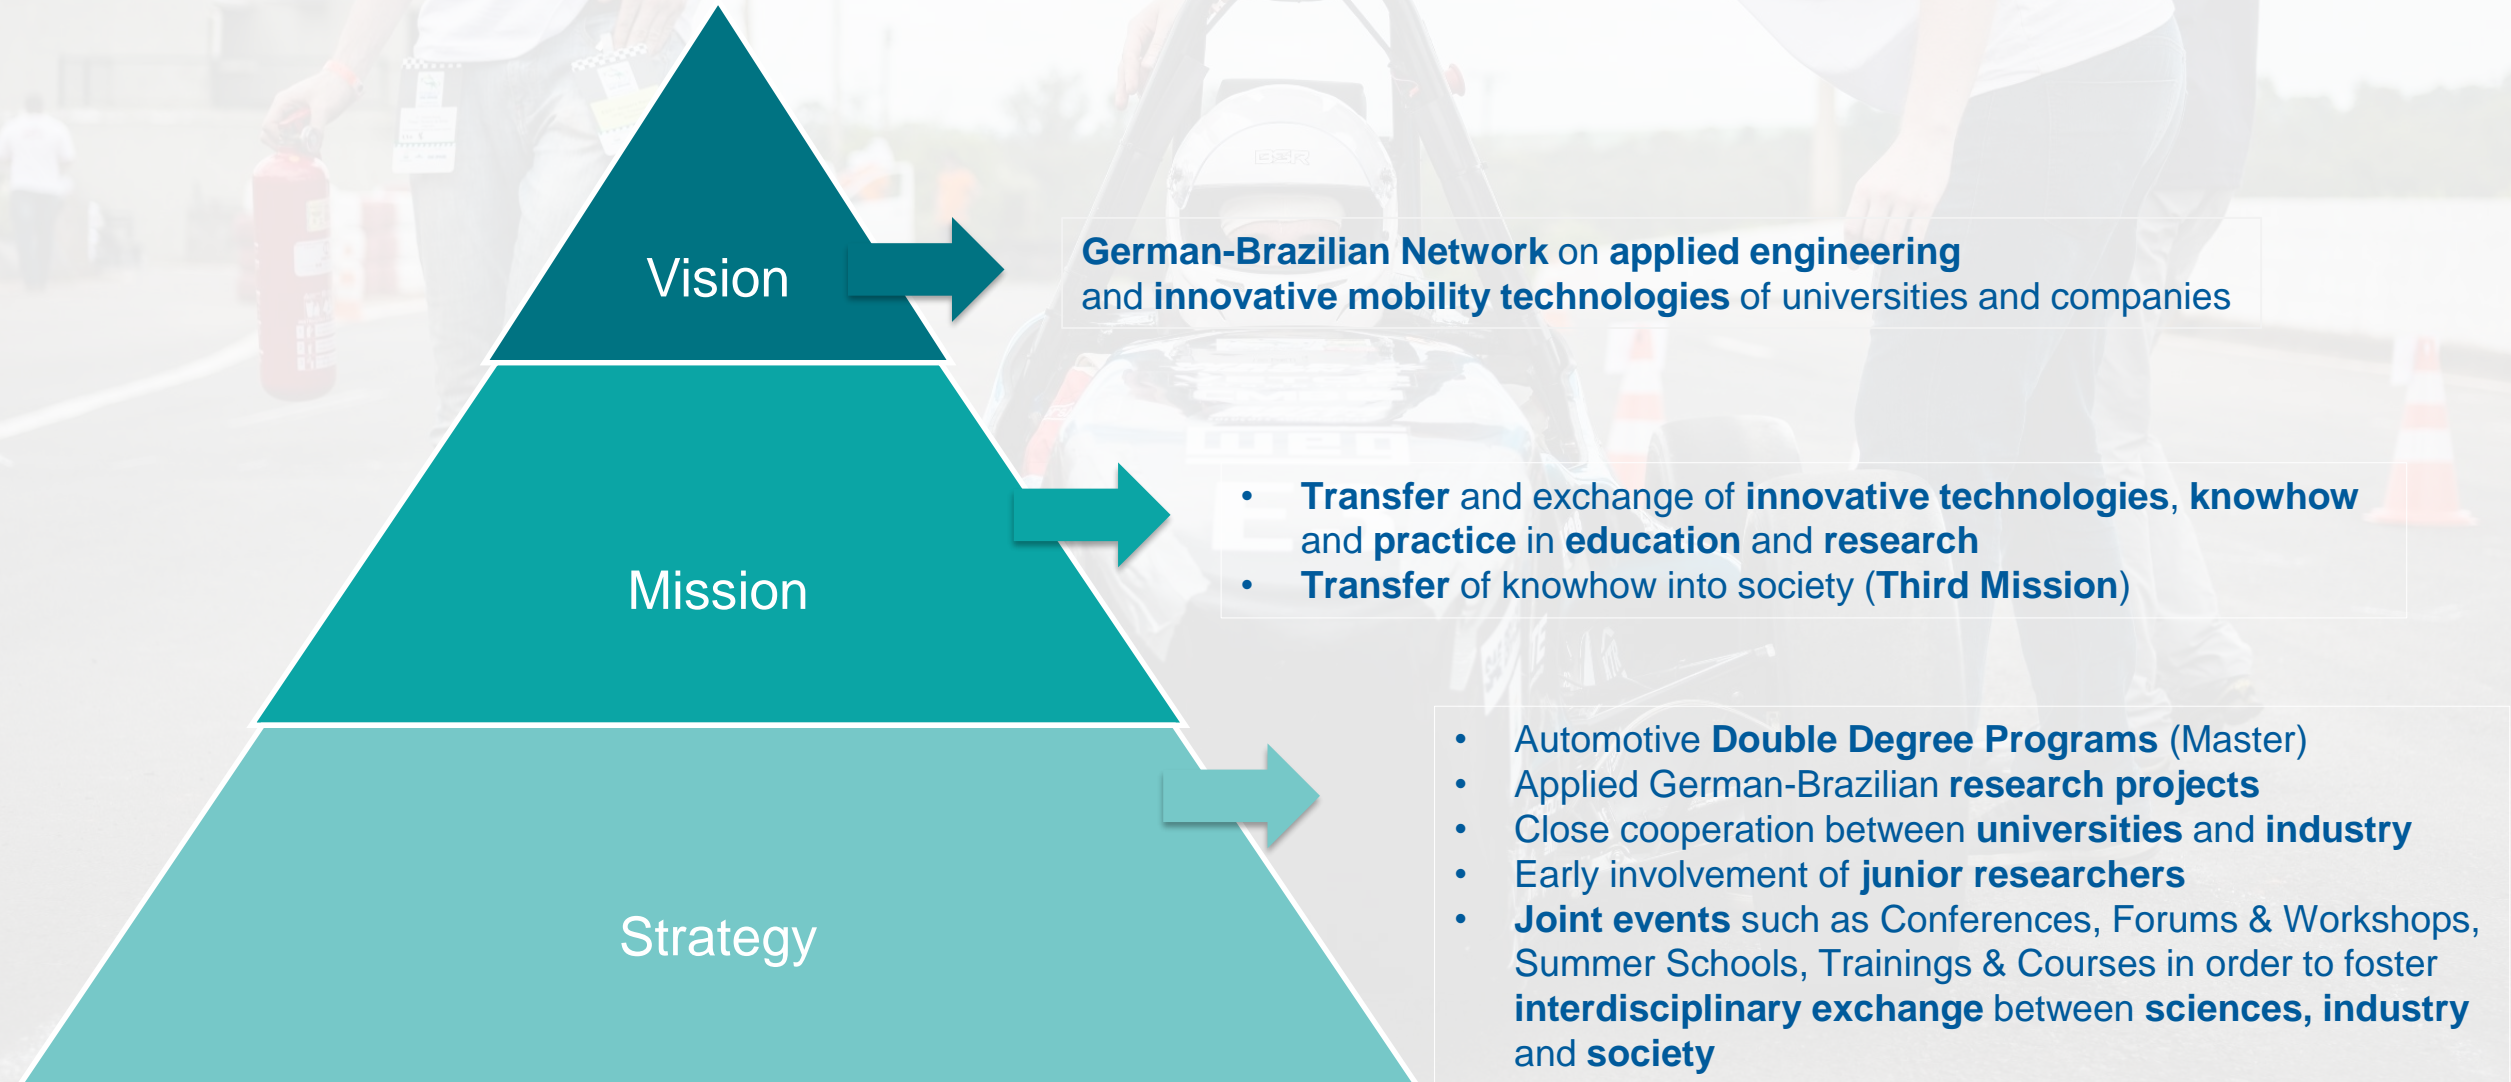 Vision
German-Brazilian Network on applied engineering
and innovative mobility technologies of universities and companies
Mission
• Transfer and exchange of innovative technologies, knowhow
and practice in education and research
• Transfer of knowhow into society (Third Mission)
Strategy
• Automotive Double Degree Programs (Master)
• Applied German-Brazilian research projects
• Close cooperation between universities and industry
• Early involvement of junior researchers
• Joint events such as Conferences, Forums & Workshops,
Summer Schools, Trainings & Courses in order to foster
interdisciplinary exchange between sciences, industry
and society